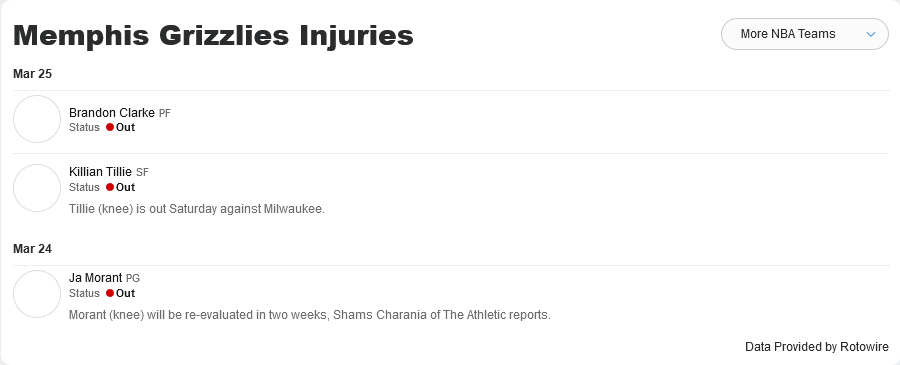 Memphis Grizzlies Injuries
More NBA Teams
Mar 25
Brandon Clarke PF
Status Out
Killian Tillie SF
Status Out
Tillie (knee) is out Saturday against Milwaukee.
Mar 24
Ja Morant PG
Status Out
Morant (knee) will be re-evaluated in two weeks, Shams Charania of The Athletic reports.
Data Provided by Rotowire